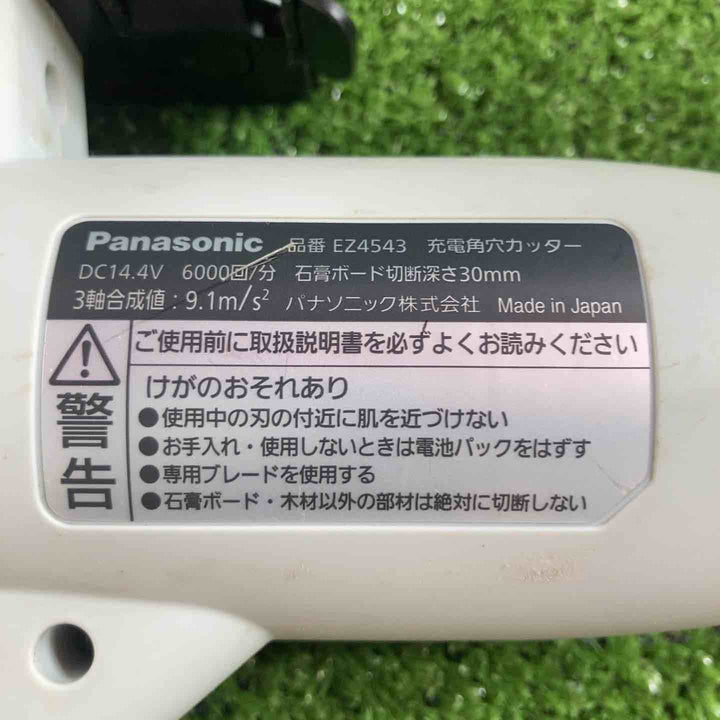 Panasonic 品番 EZ4543 充電角穴カッター
DC14.4V 6000回/分 石膏ボード切断深さ30mm
3軸合成値：9.1m/s² パナソニック株式会社 Made in Japan
警告
ご使用前に取扱説明書を必ずよくお読みください
けがのおそれあり
●使用中の刃の付近に肌を近づけない
●お手入れ・使用しないときは電池パックをはずす
●専用ブレードを使用する
●石膏ボード・木材以外の部材は絶対に切断しない